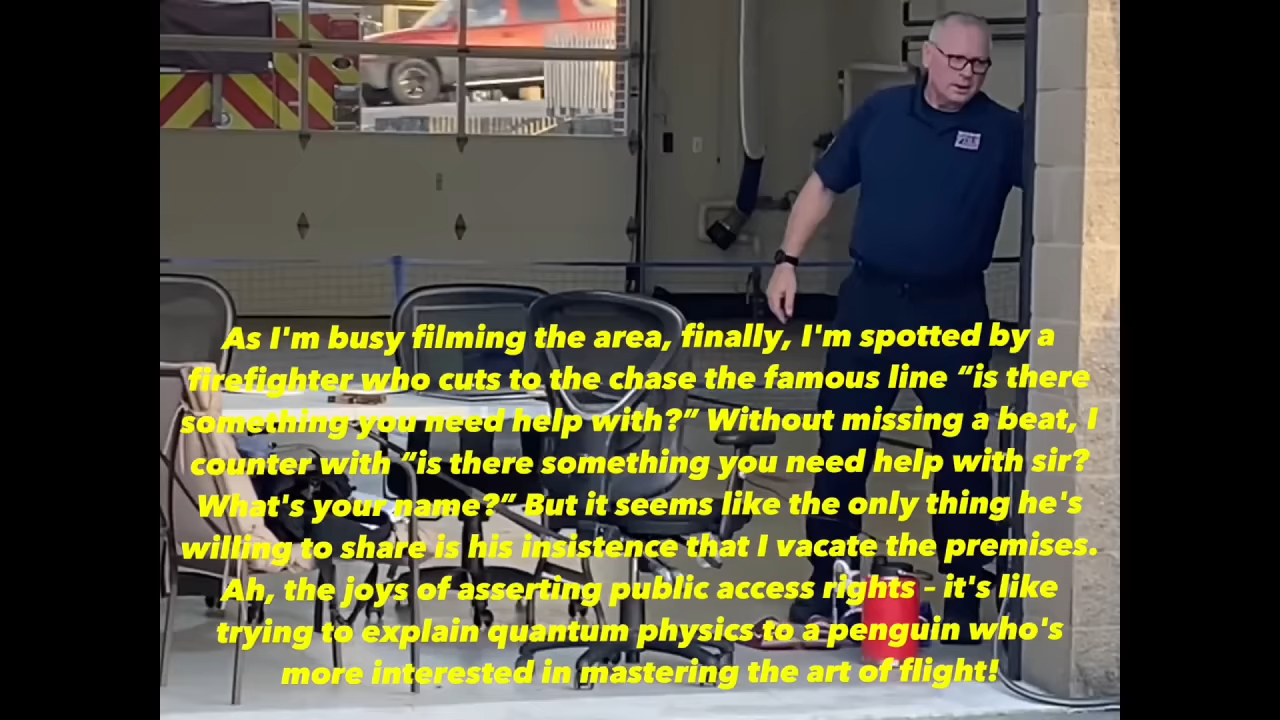 As I'm busy filming the area, finally, I'm spotted by a
firefighter who cuts to the chase the famous line “is there
something you need help with?” Without missing a beat, I
counter with “is there something you need help with sir?
What's your name?” But it seems like the only thing he's
willing to share is his insistence that I vacate the premises.
Ah, the joys of asserting public access rights – it's like
trying to explain quantum physics to a penguin who's
more interested in mastering the art of flight!